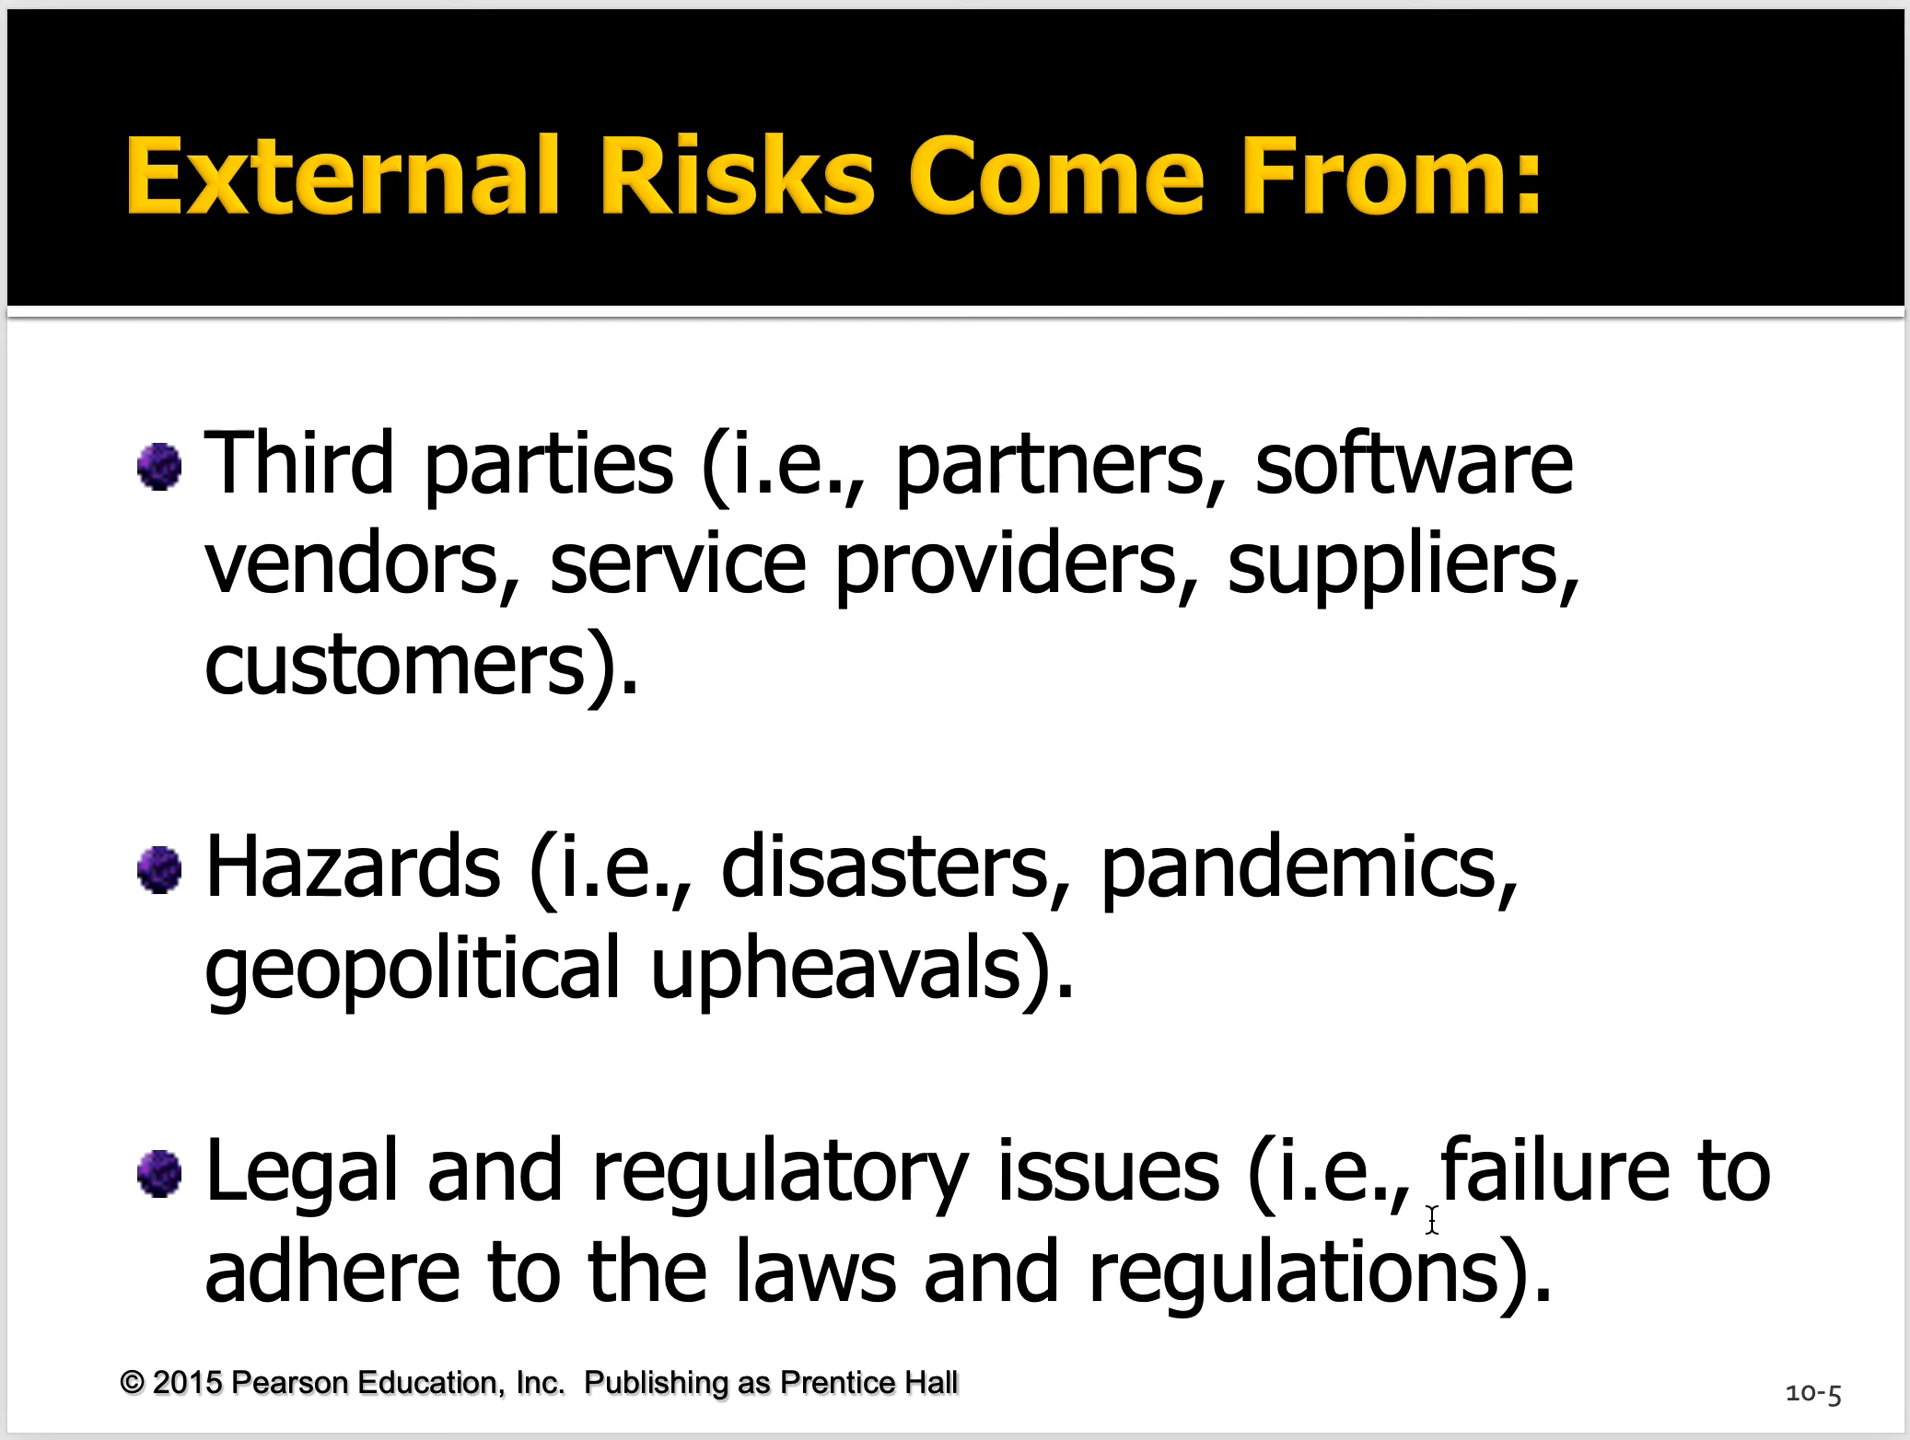 External Risks Come From:
Third parties (i.e., partners, software
vendors, service providers, suppliers,
customers).
Hazards (i.e., disasters, pandemics,
geopolitical upheavals).
Legal and regulatory issues (i.e., failure to
adhere to the laws and regulations).
© 2015 Pearson Education, Inc.  Publishing as Prentice Hall
10-5